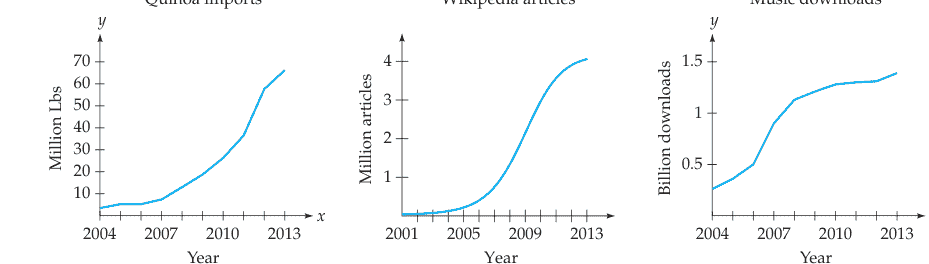 Quinoa imports
y
70
60
50
40
30
20
10
Million Lbs
x
2004 2007 2010 2013
Year
Wikipedia articles
4
3
2
1
Million articles
2001 2005 2009 2013
Year
Music downloads
y
1.5
1
0.5
Billion downloads
2004 2007 2010 2013
Year